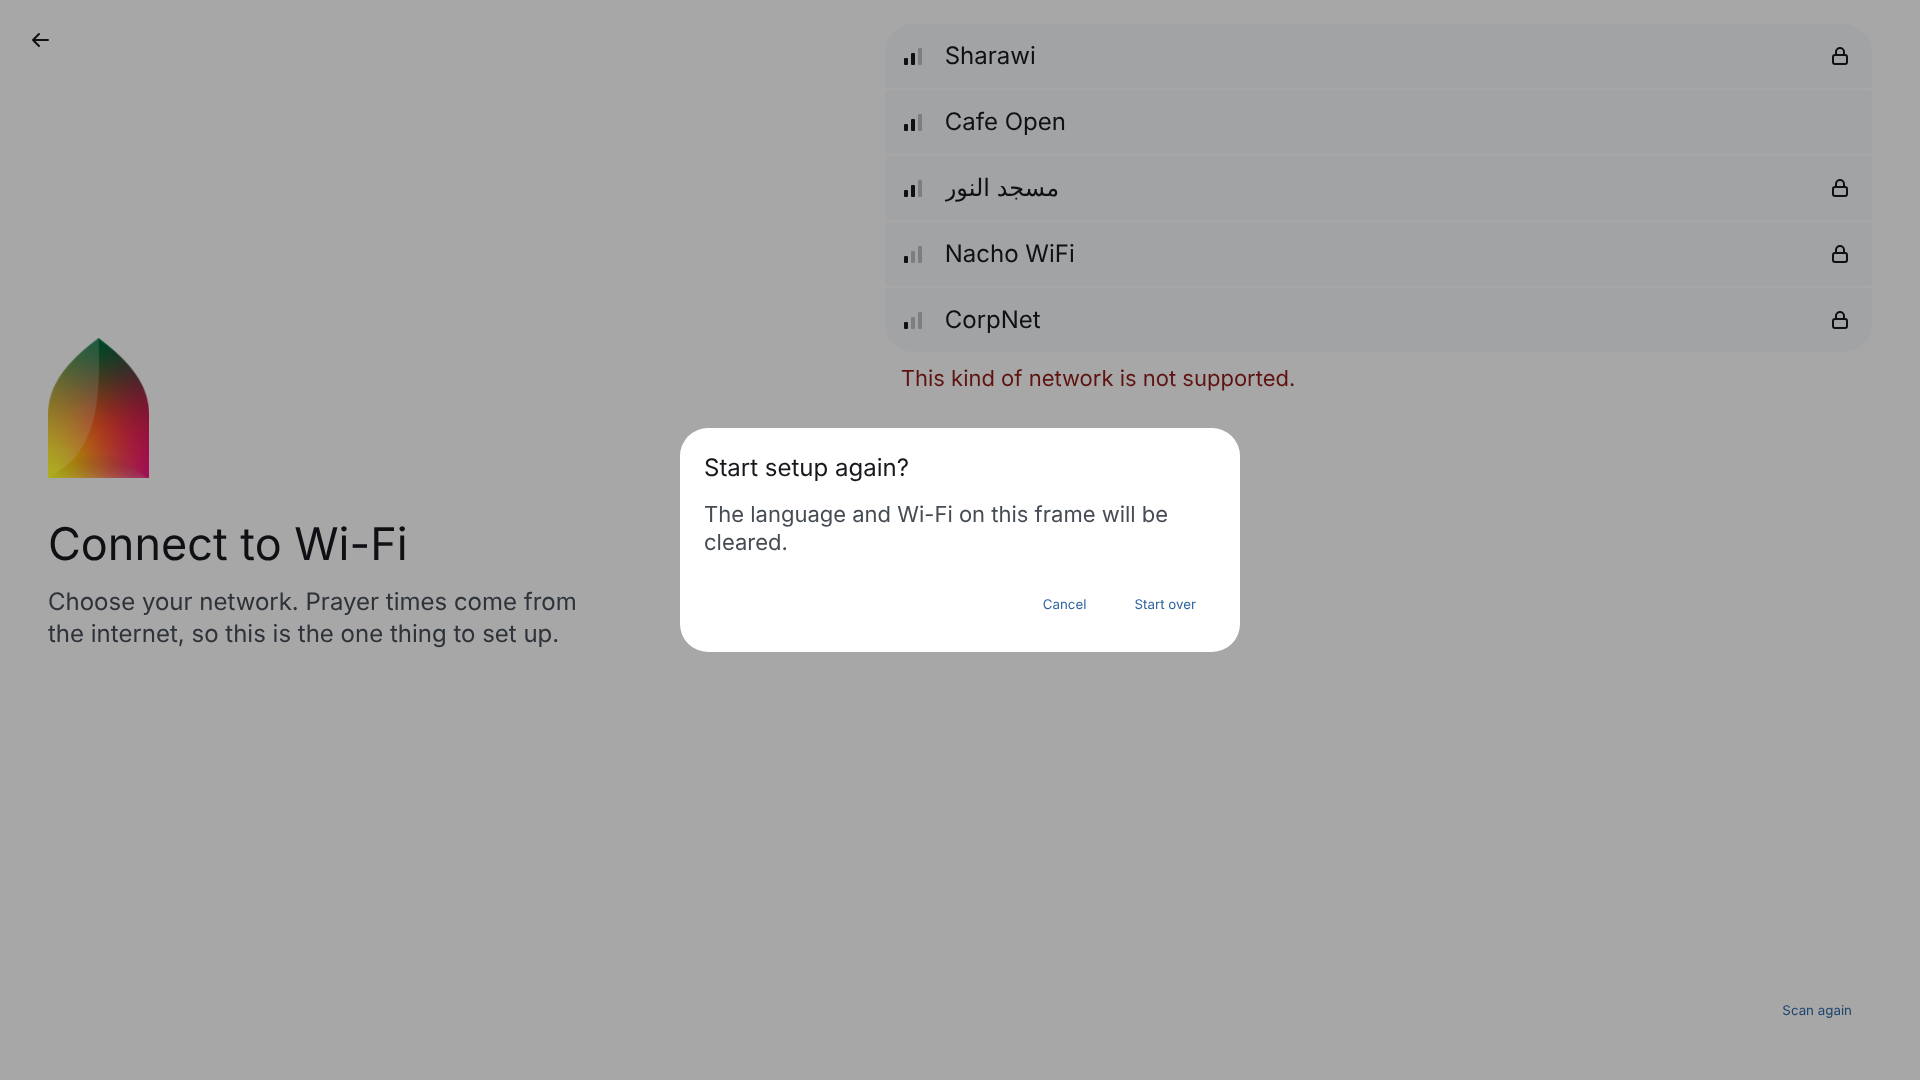 Sharawi
Cafe Open
مسجد النور
Nacho WiFi
CorpNet
This kind of network is not supported.
Start setup again?
The language and Wi-Fi on this frame will be
cleared.
Cancel
Start over
Connect to Wi-Fi
Choose your network. Prayer times come from
the internet, so this is the one thing to set up.
Scan again